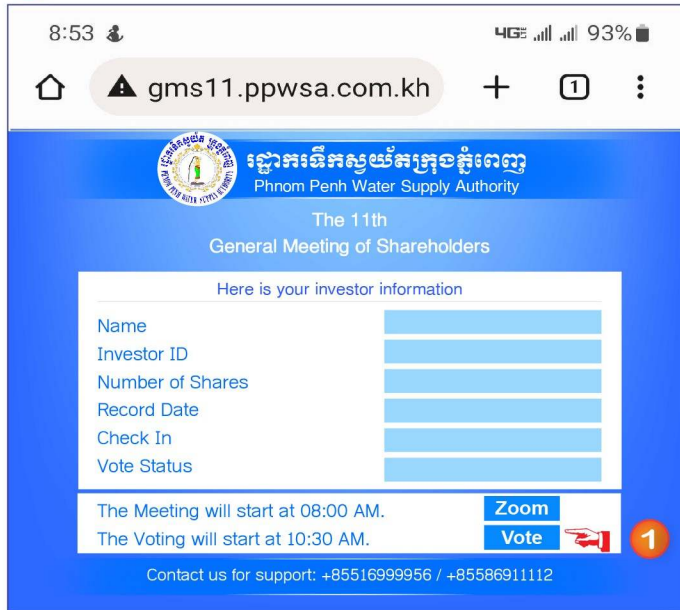 8:53 4G 93%
gms11.ppwsa.com.kh 1
រដ្ឋាករទឹកស្វយ័តក្រុងភ្នំពេញ
Phnom Penh Water Supply Authority
The 11th
General Meeting of Shareholders
Here is your investor information
Name
Investor ID
Number of Shares
Record Date
Check In
Vote Status
The Meeting will start at 08:00 AM. Zoom
The Voting will start at 10:30 AM. Vote 1
Contact us for support: +85516999956 / +85586911112